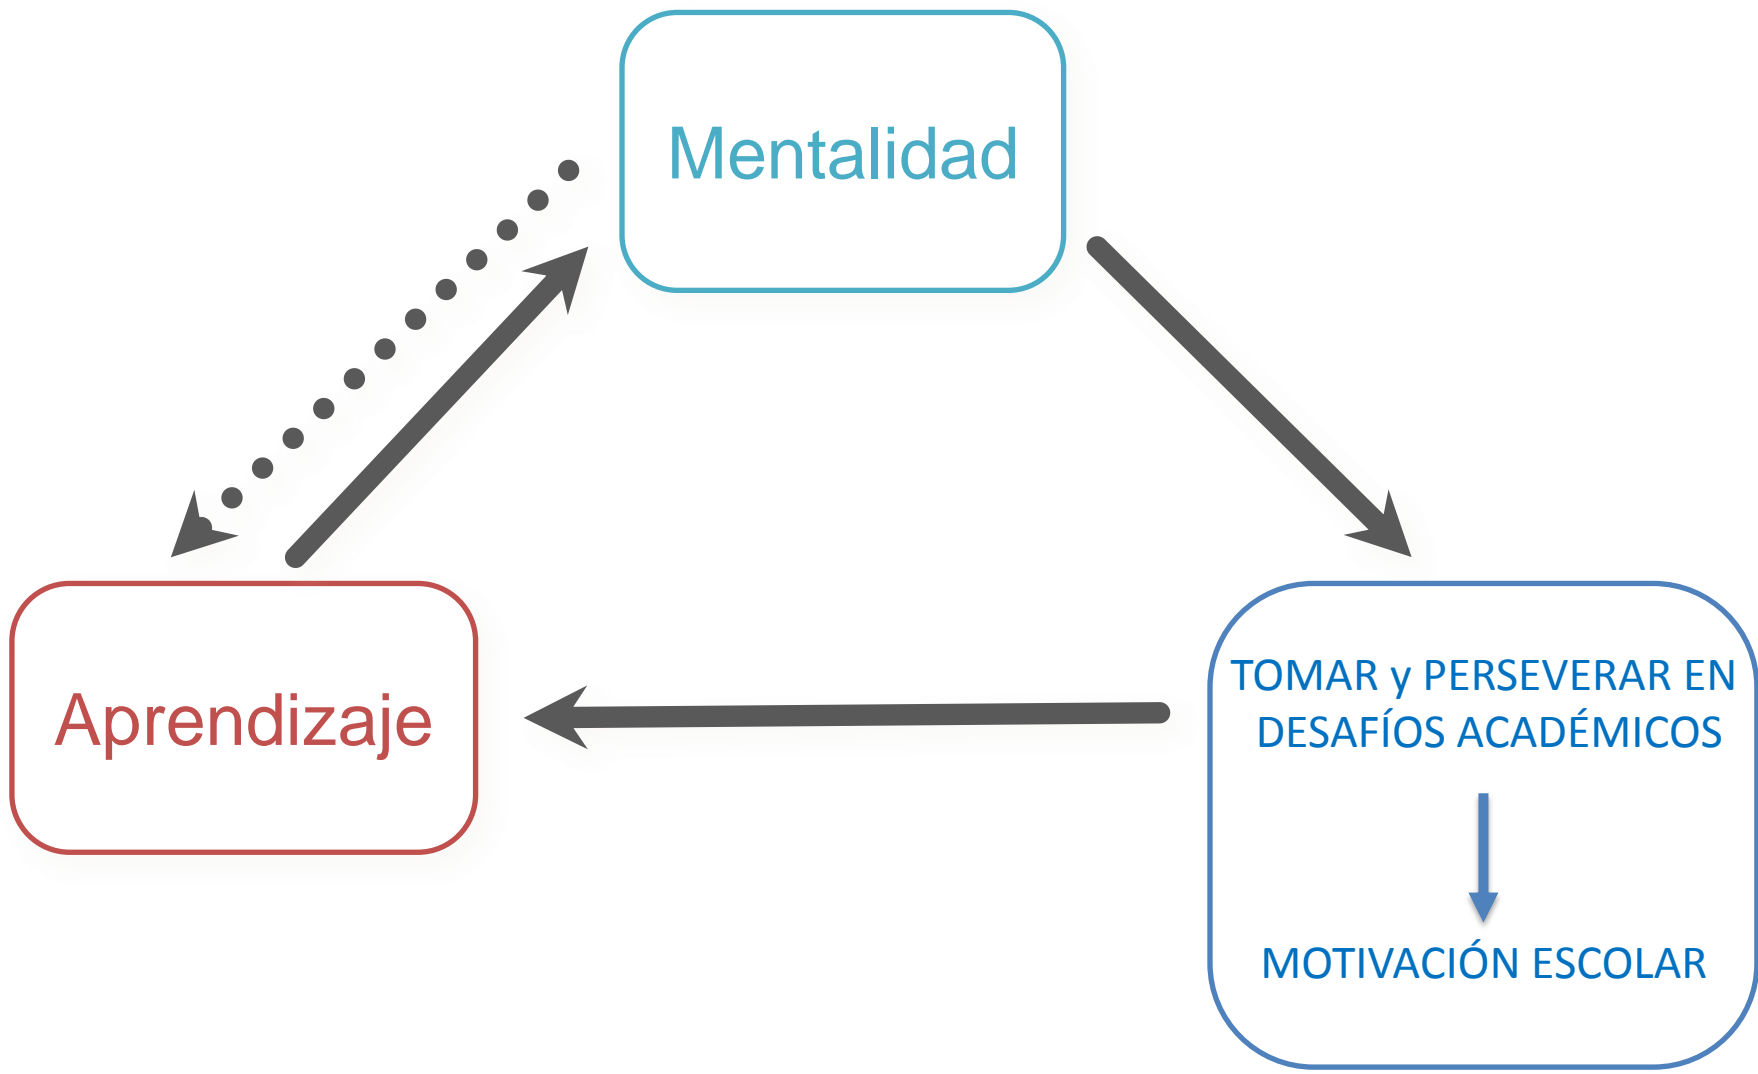 Mentalidad
Aprendizaje
TOMAR y PERSEVERAR EN
DESAFÍOS ACADÉMICOS
MOTIVACIÓN ESCOLAR